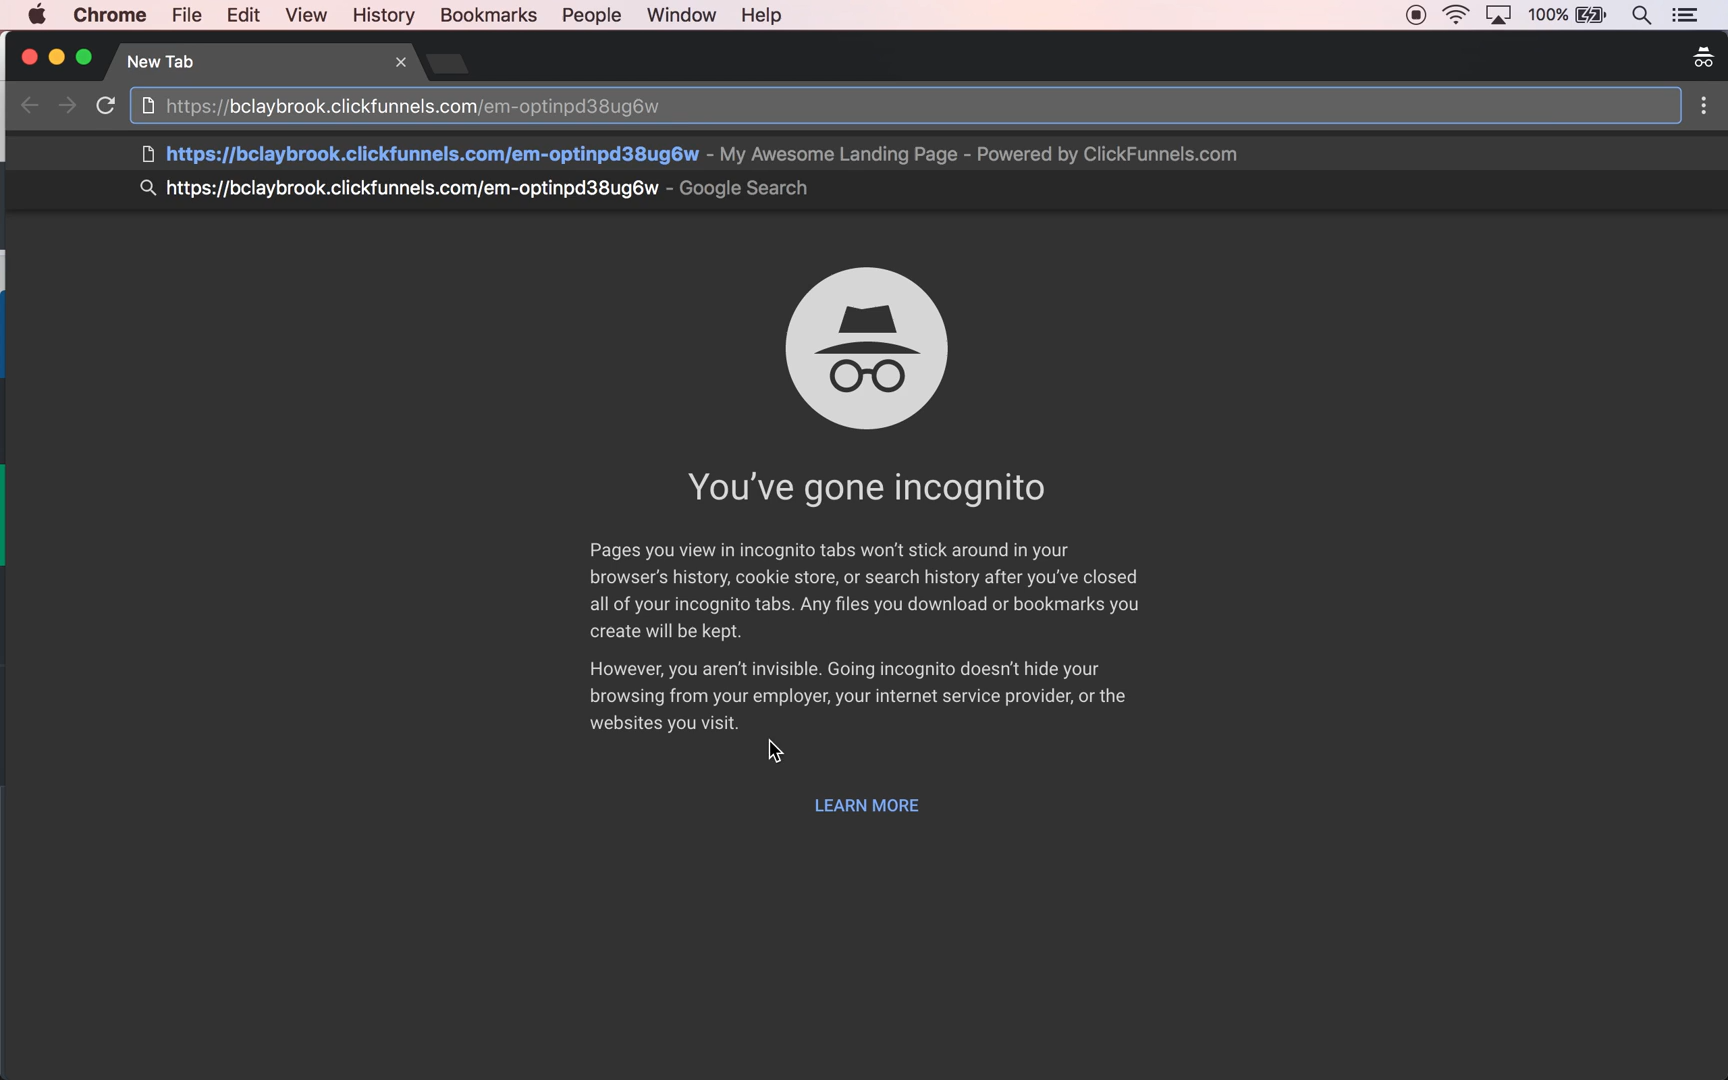 Chrome File Edit View History Bookmarks People Window Help 100%
New Tab
https://bclaybrook.clickfunnels.com/em-optinpd38ug6w
https://bclaybrook.clickfunnels.com/em-optinpd38ug6w - My Awesome Landing Page - Powered by ClickFunnels.com
https://bclaybrook.clickfunnels.com/em-optinpd38ug6w - Google Search
You’ve gone incognito
Pages you view in incognito tabs won’t stick around in your
browser’s history, cookie store, or search history after you’ve closed
all of your incognito tabs. Any files you download or bookmarks you
create will be kept.
However, you aren’t invisible. Going incognito doesn’t hide your
browsing from your employer, your internet service provider, or the
websites you visit.
LEARN MORE